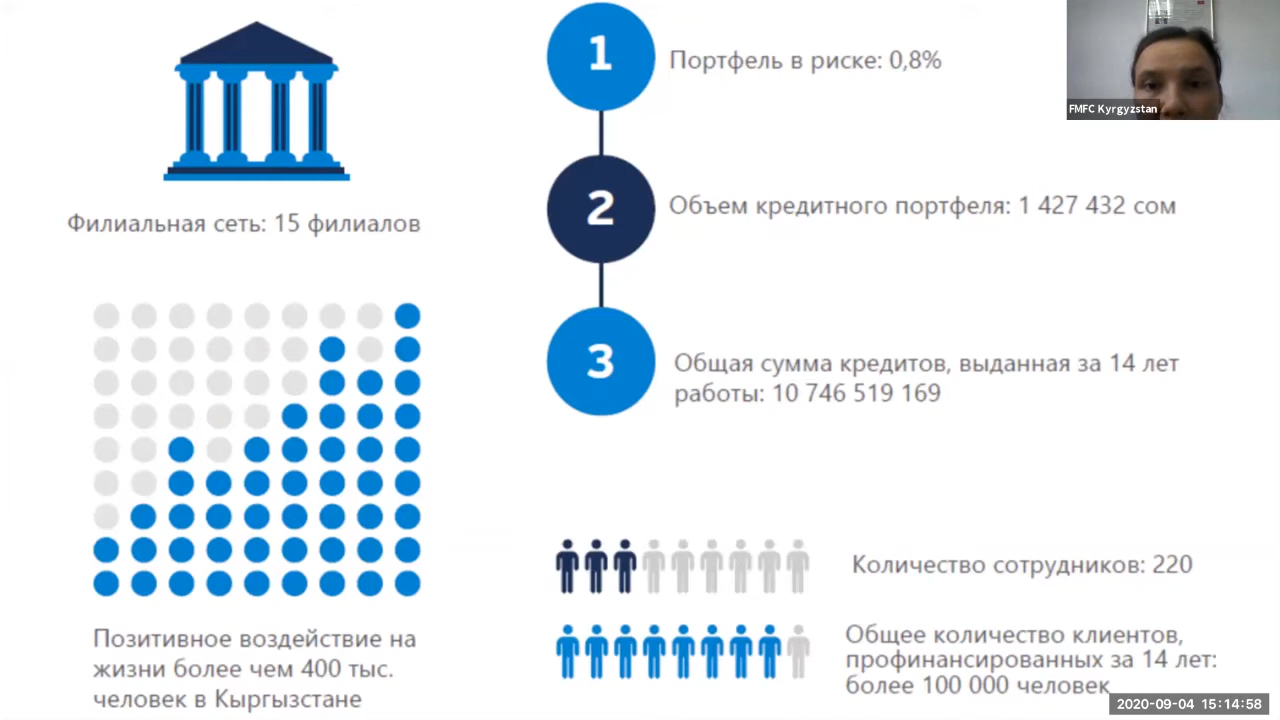 1
Портфель в риске: 0,8%
FMFC Kyrgyzstan
2
Объем кредитного портфеля: 1 427 432 сом
Филиальная сеть: 15 филиалов
3
Общая сумма кредитов, выданная за 14 лет
работы: 10 746 519 169
Количество сотрудников: 220
Позитивное воздействие на
жизни более чем 400 тыс.
человек в Кыргызстане
Общее количество клиентов,
профинансированных за 14 лет:
более 100 000 человек
2020-09-04 15:14:58